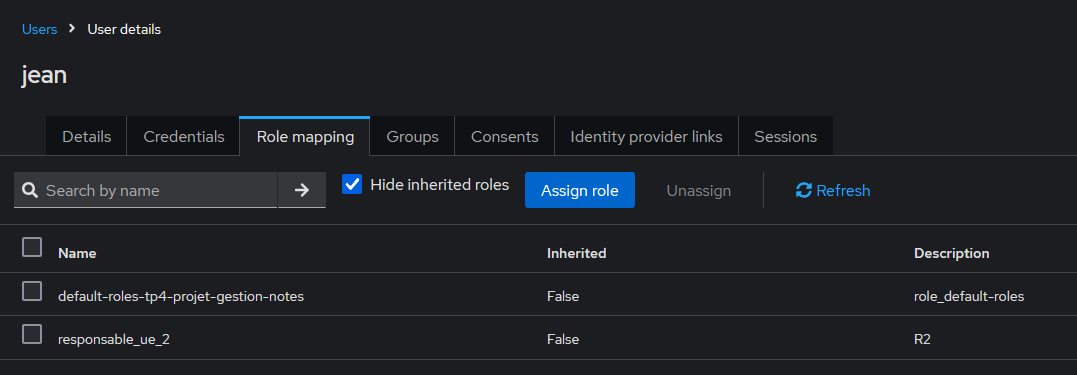 Users > User details
jean
Details Credentials Role mapping Groups Consents Identity provider links Sessions
Search by name Hide inherited roles Assign role Unassign Refresh
Name Inherited Description
default-roles-tp4-projet-gestion-notes False role_default-roles
responsable_ue_2 False R2